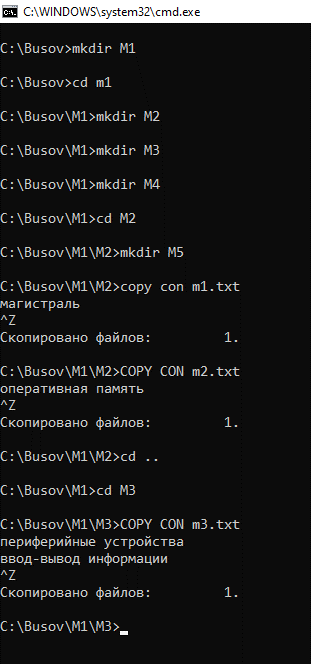 C:\WINDOWS\system32\cmd.exe
C:\Busov>mkdir M1
C:\Busov>cd m1
C:\Busov\M1>mkdir M2
C:\Busov\M1>mkdir M3
C:\Busov\M1>mkdir M4
C:\Busov\M1>cd M2
C:\Busov\M1\M2>mkdir M5
C:\Busov\M1\M2>copy con m1.txt
магистраль
^Z
Скопировано файлов:         1.
C:\Busov\M1\M2>COPY CON m2.txt
оперативная память
^Z
Скопировано файлов:         1.
C:\Busov\M1\M2>cd ..
C:\Busov\M1>cd M3
C:\Busov\M1\M3>COPY CON m3.txt
периферийные устройства
ввод-вывод информации
^Z
Скопировано файлов:         1.
C:\Busov\M1\M3>